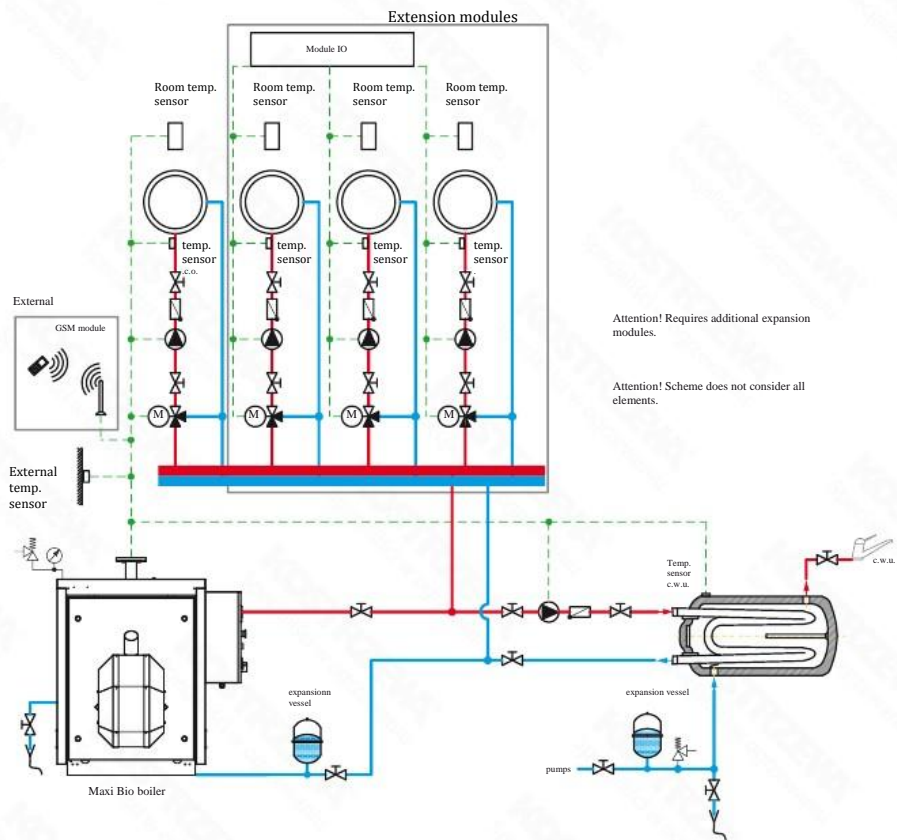 Extension modules
Module IO
Room temp.
sensor
Room temp.
sensor
Room temp.
sensor
Room temp.
sensor
temp.
sensor
.c.o.
temp.
sensor
temp.
sensor
temp.
sensor
.
External
GSM module
Attention! Requires additional expansion
modules.
Attention! Scheme does not consider all
elements.
M
M
M
M
External
temp.
sensor
Temp.
sensor
c.w.u.
c.w.u.
expansionn
vessel
expansion vessel
pumps
Maxi Bio boiler
KOSTRZEWA